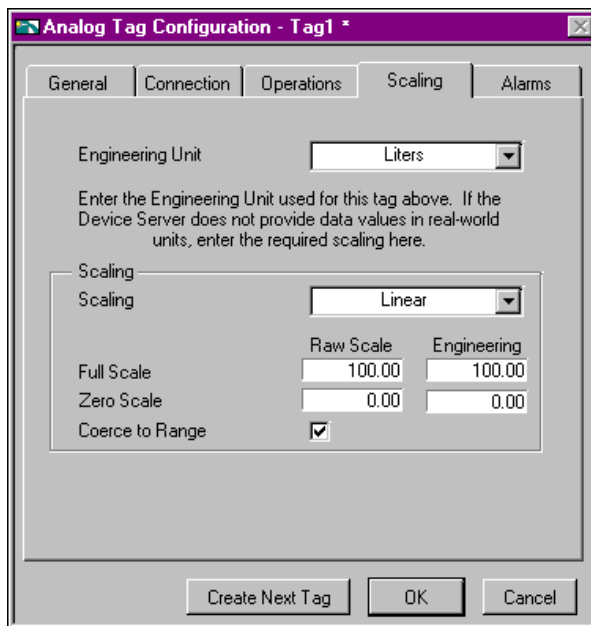 Analog Tag Configuration - Tag1 *
General Connection Operations Scaling Alarms
Engineering Unit Liters
Enter the Engineering Unit used for this tag above. If the
Device Server does not provide data values in real-world
units, enter the required scaling here.
Scaling
Scaling Linear
Raw Scale Engineering
Full Scale 100.00 100.00
Zero Scale 0.00 0.00
Coerce to Range
Create Next Tag OK Cancel